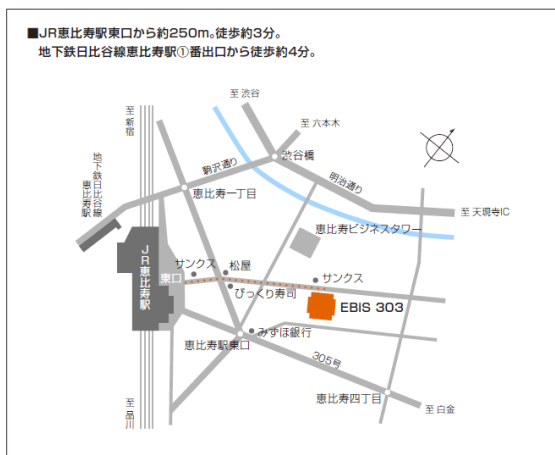 ■JR恵比寿駅東口から約250m。徒歩約3分。
地下鉄日比谷線恵比寿駅①番出口から徒歩約4分。
至 渋谷
至 六本木
至 新宿
渋谷橋
駒沢通り
明治通り
地下鉄日比谷線
恵比寿駅
恵比寿一丁目
至 天現寺IC
恵比寿ビジネスタワー
JR恵比寿駅
東口
サンクス
松屋
サンクス
びっくり寿司
EBiS 303
みずほ銀行
恵比寿駅東口
305号
恵比寿四丁目
至 白金
至 品川